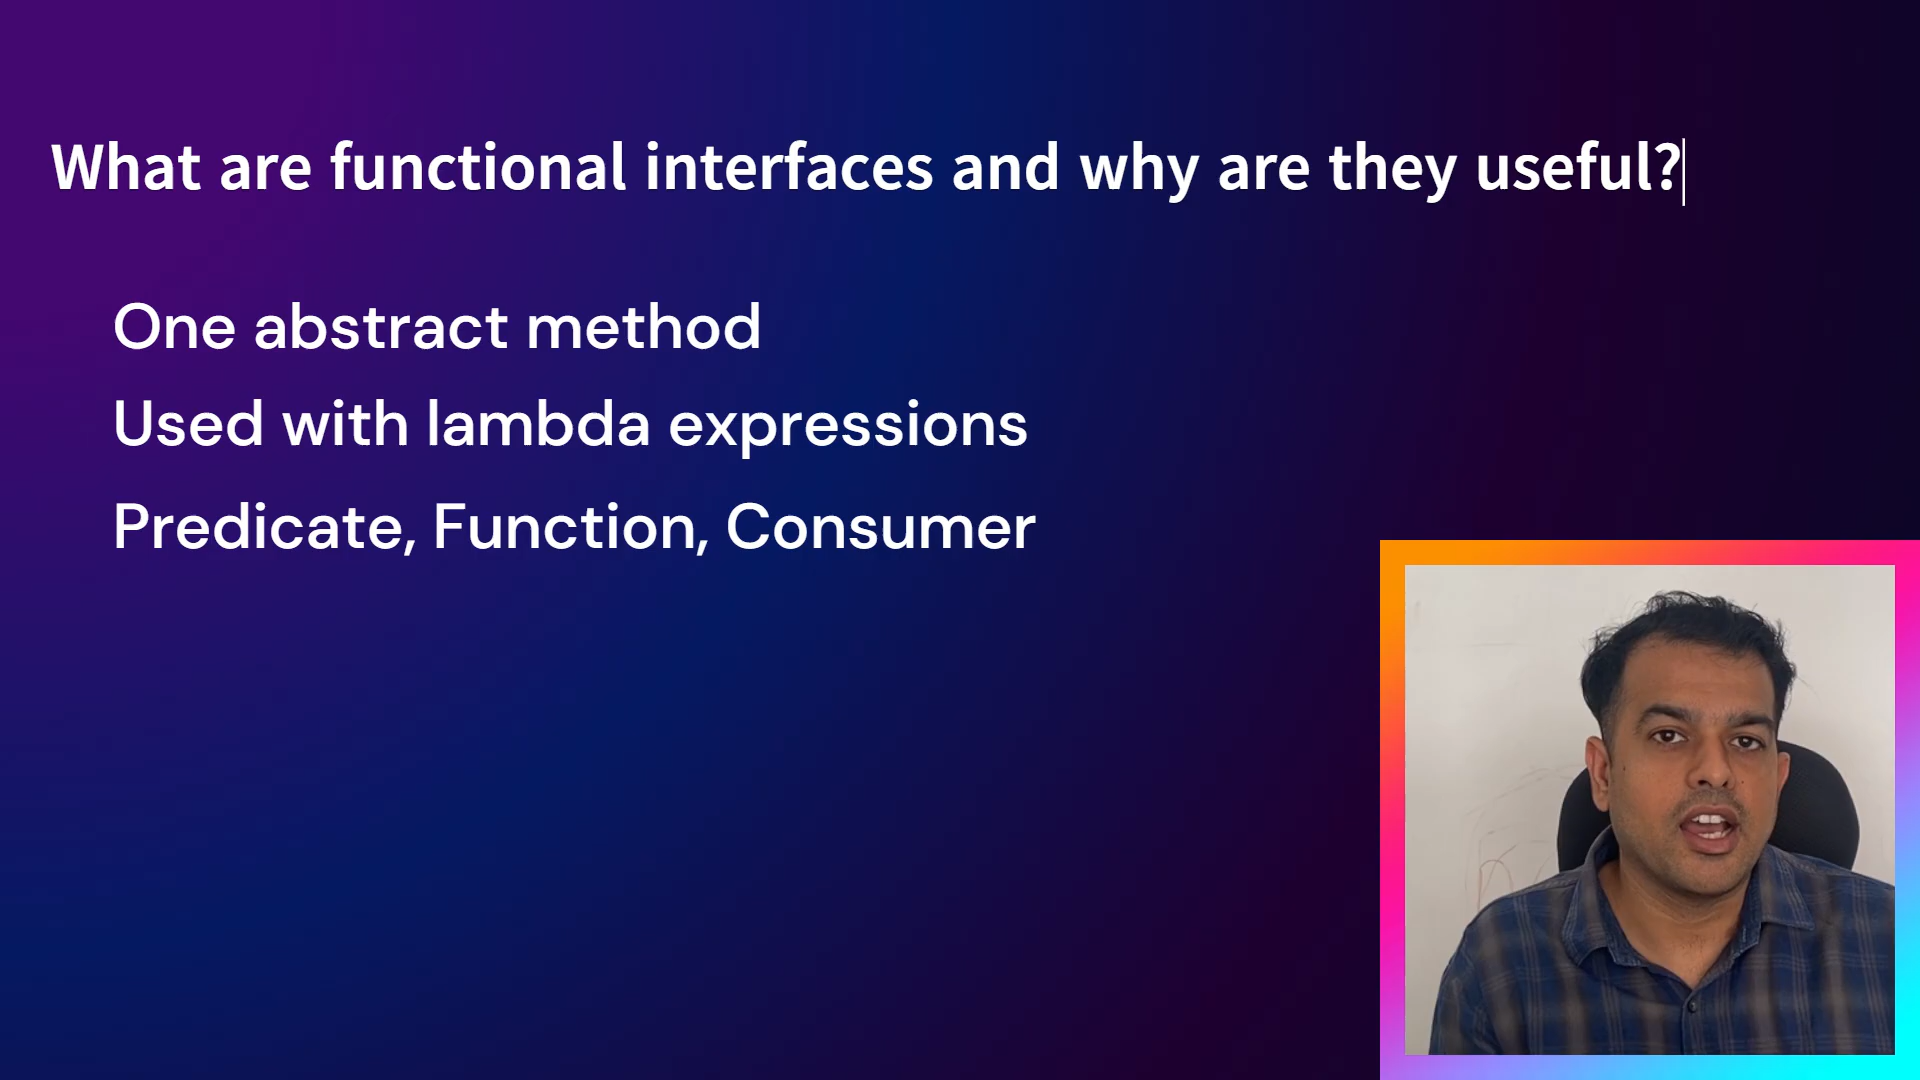 What are functional interfaces and why are they useful?
One abstract method
Used with lambda expressions
Predicate, Function, Consumer